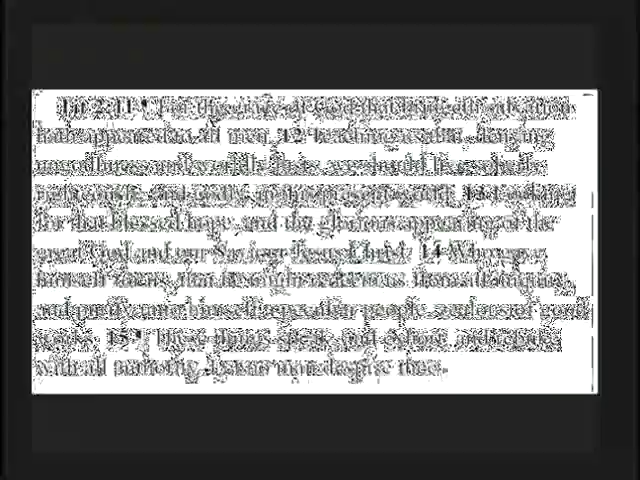 Tit 2:11 ¶ For the grace of God that bringeth salvation
hath appeared to all men, 12 Teaching us that, denying
ungodliness and worldly lusts, we should live soberly,
righteously, and godly, in this present world; 13 Looking
for that blessed hope, and the glorious appearing of the
great God and our Saviour Jesus Christ; 14 Who gave
himself for us, that he might redeem us from all iniquity,
and purify unto himself a peculiar people, zealous of good
works. 15 ¶ These things speak, and exhort, and rebuke
with all authority. Let no man despise thee.